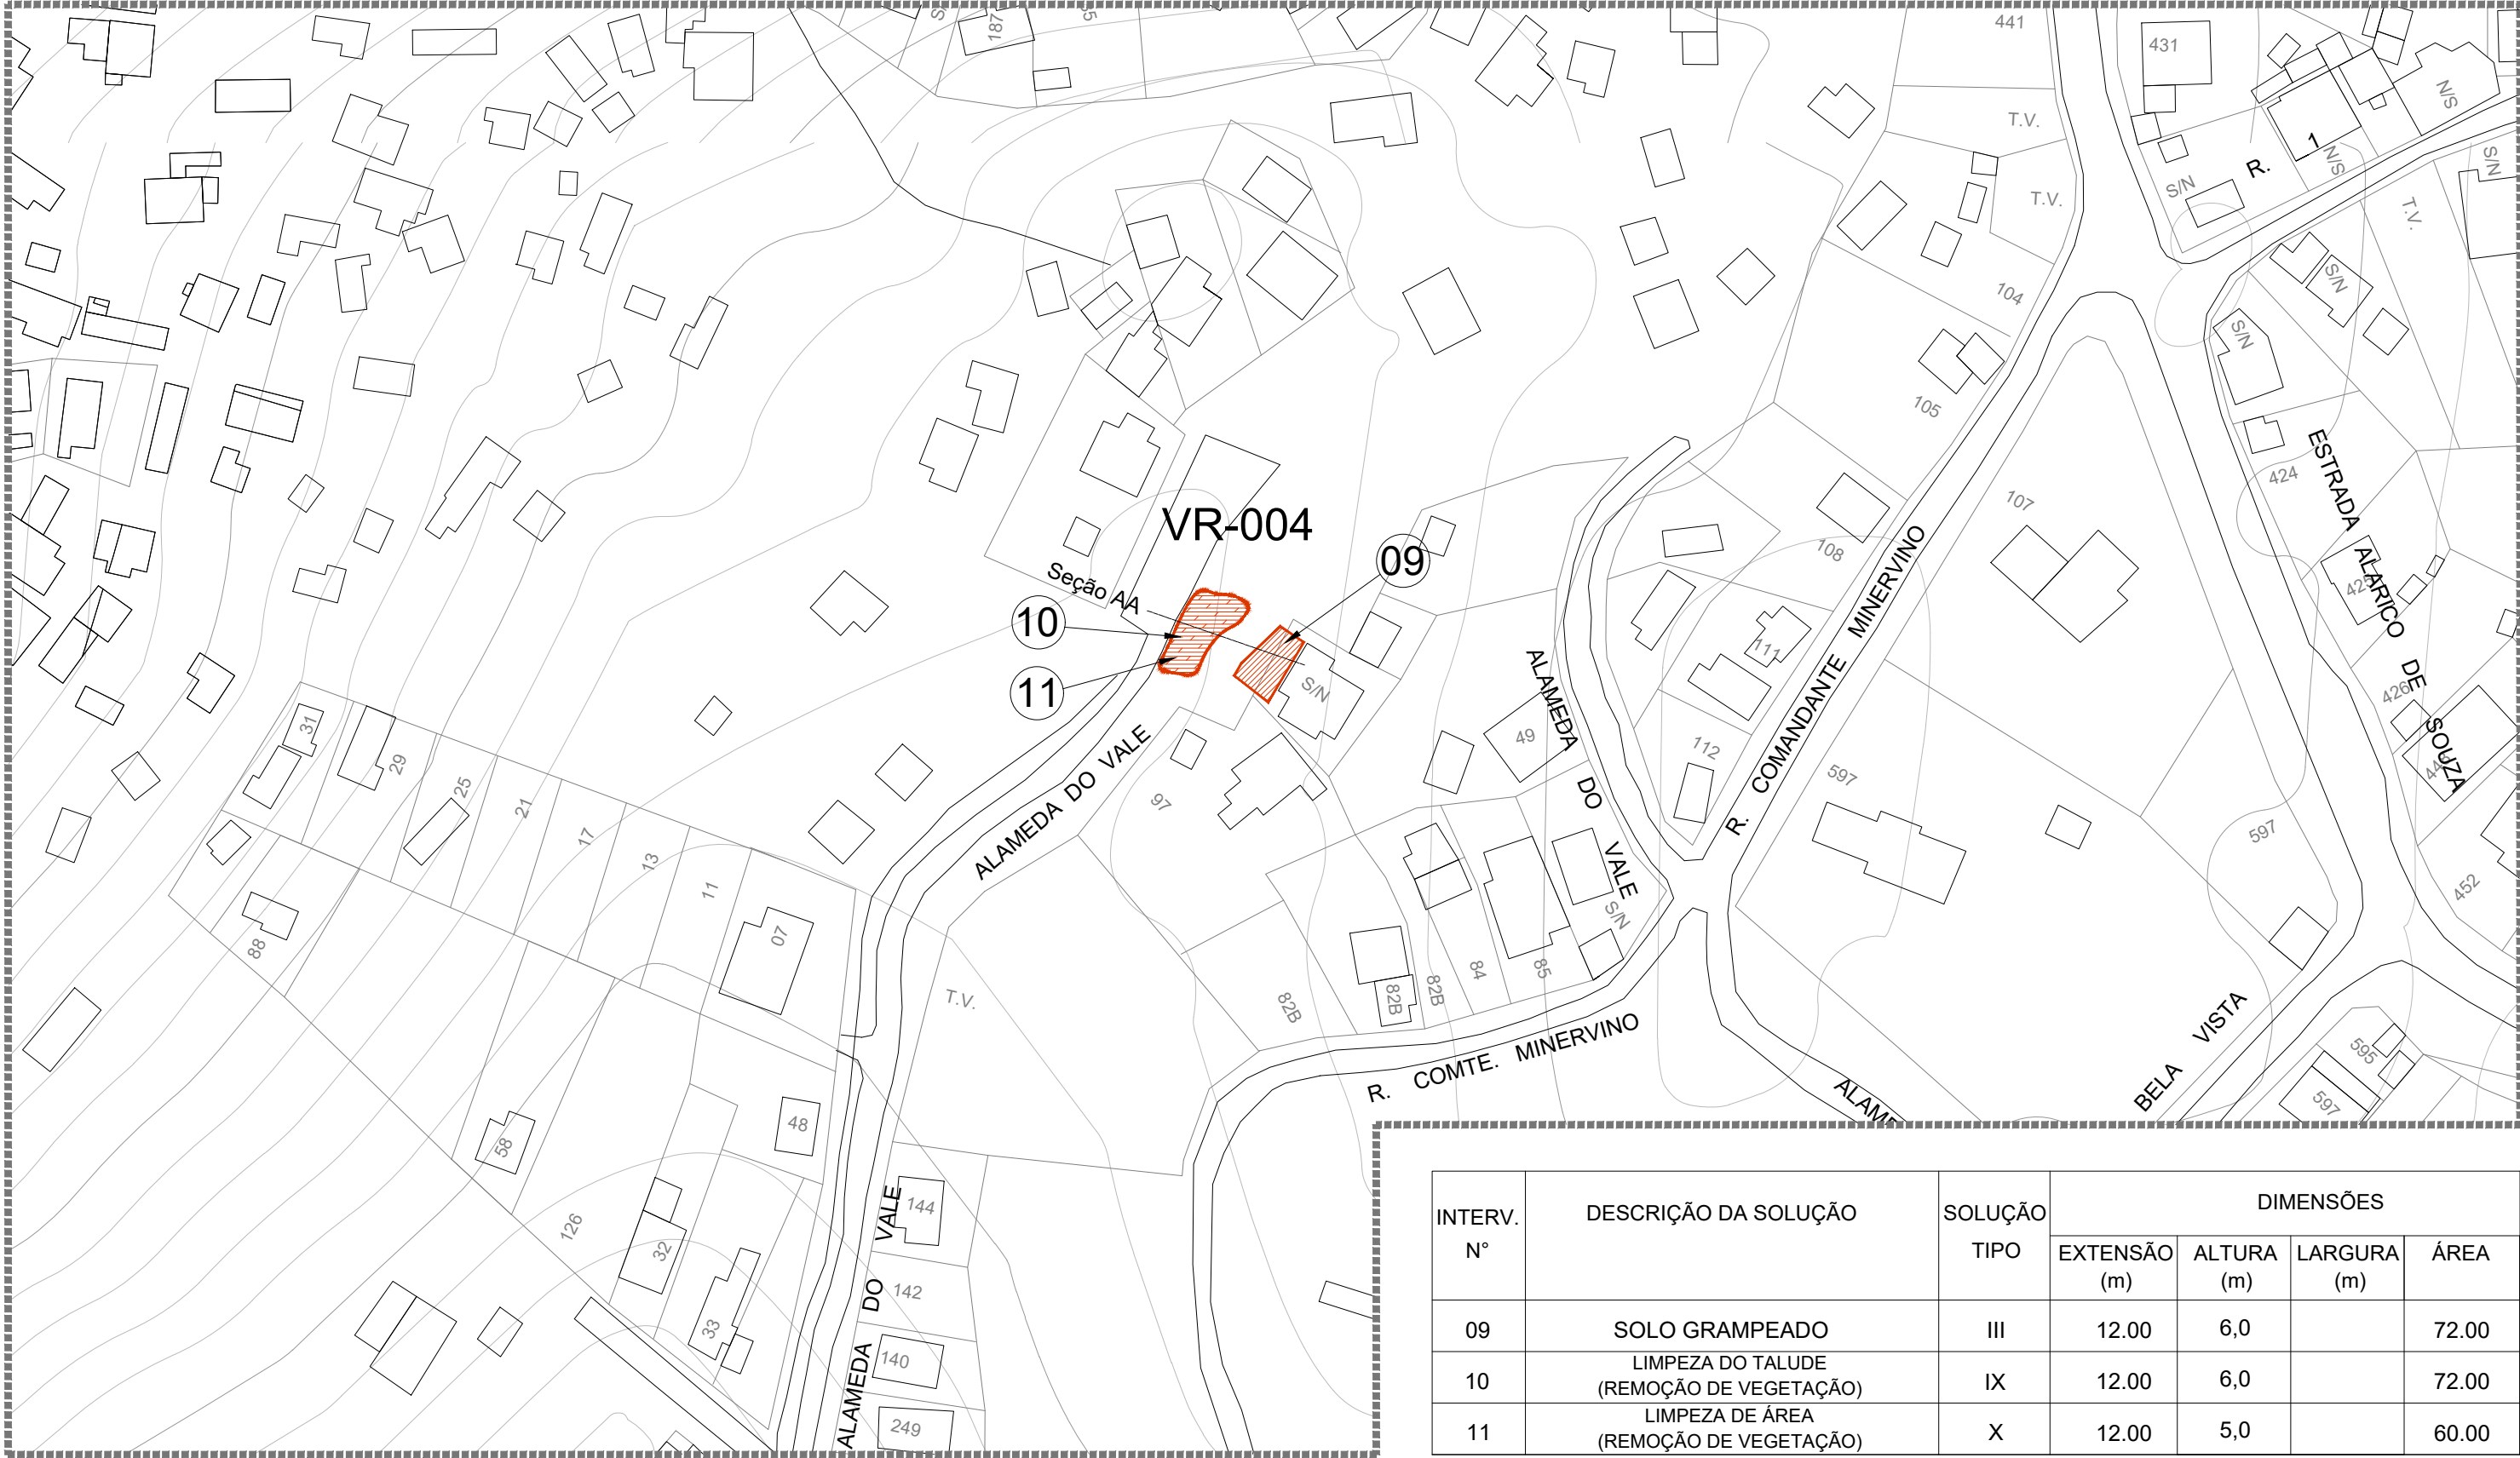 187
441
431
S/N
T.V.
1
N/S
R.
S/N
S/N
T.V.
T.V.
104
S/N
S/N
105
ESTRADA ALARICO DE SOUZA
424
107
VR-004
09
108
R. COMANDANTE MINERVINO
Seção AA
10
11
425
111
S/N
426
ALAMEDA DO VALE
49
112
31
29
25
21
17
13
11
07
88
97
ALAMEDA DO VALE
597
597
452
S/N
T.V.
82B
82B
82B
84
85
R. COMTE. MINERVINO
BELA VISTA
595
597
58
48
126
32
33
144
142
140
249
ALAMEDA DO VALE
INTERV. N° DESCRIÇÃO DA SOLUÇÃO SOLUÇÃO TIPO DIMENSÕES
EXTENSÃO (m) ALTURA (m) LARGURA (m) ÁREA
09 SOLO GRAMPEADO III 12.00 6,0 72.00
10 LIMPEZA DO TALUDE (REMOÇÃO DE VEGETAÇÃO) IX 12.00 6,0 72.00
11 LIMPEZA DE ÁREA (REMOÇÃO DE VEGETAÇÃO) X 12.00 5,0 60.00